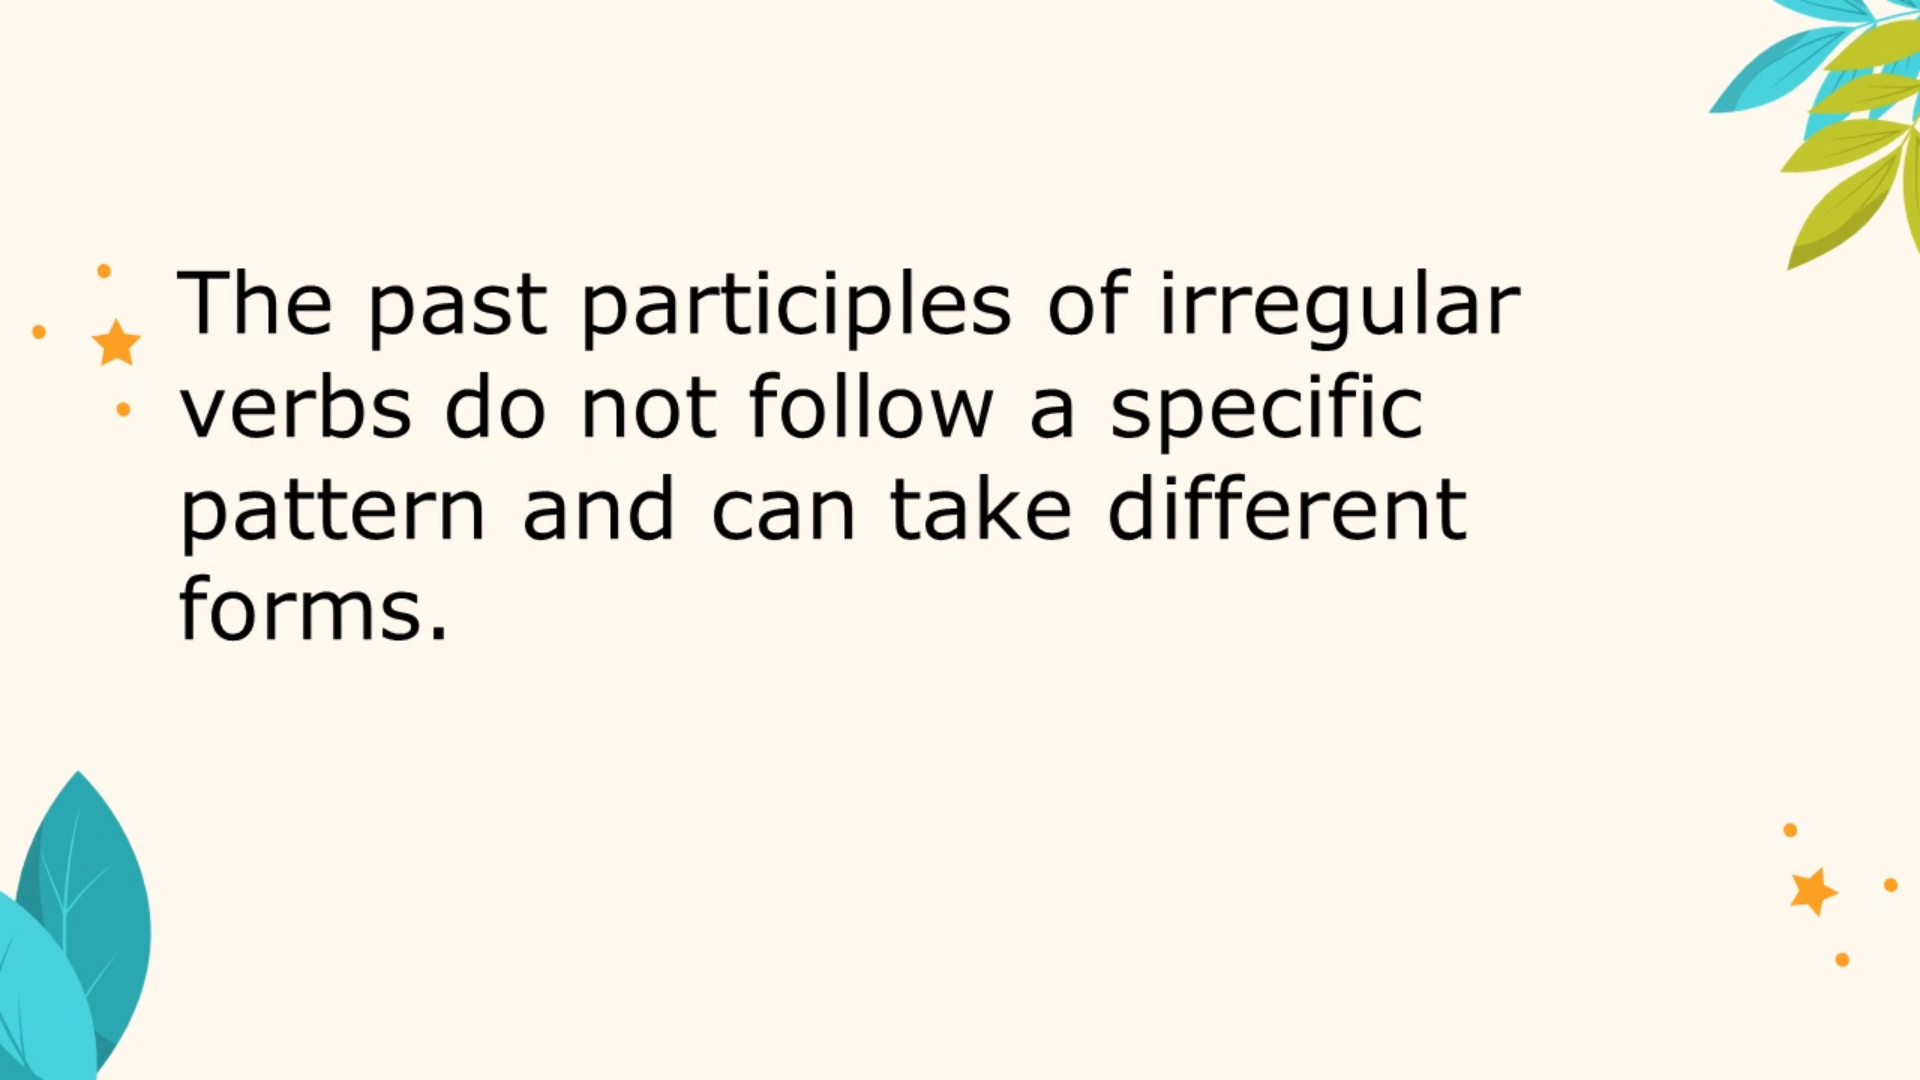 The past participles of irregular
verbs do not follow a specific
pattern and can take different
forms.